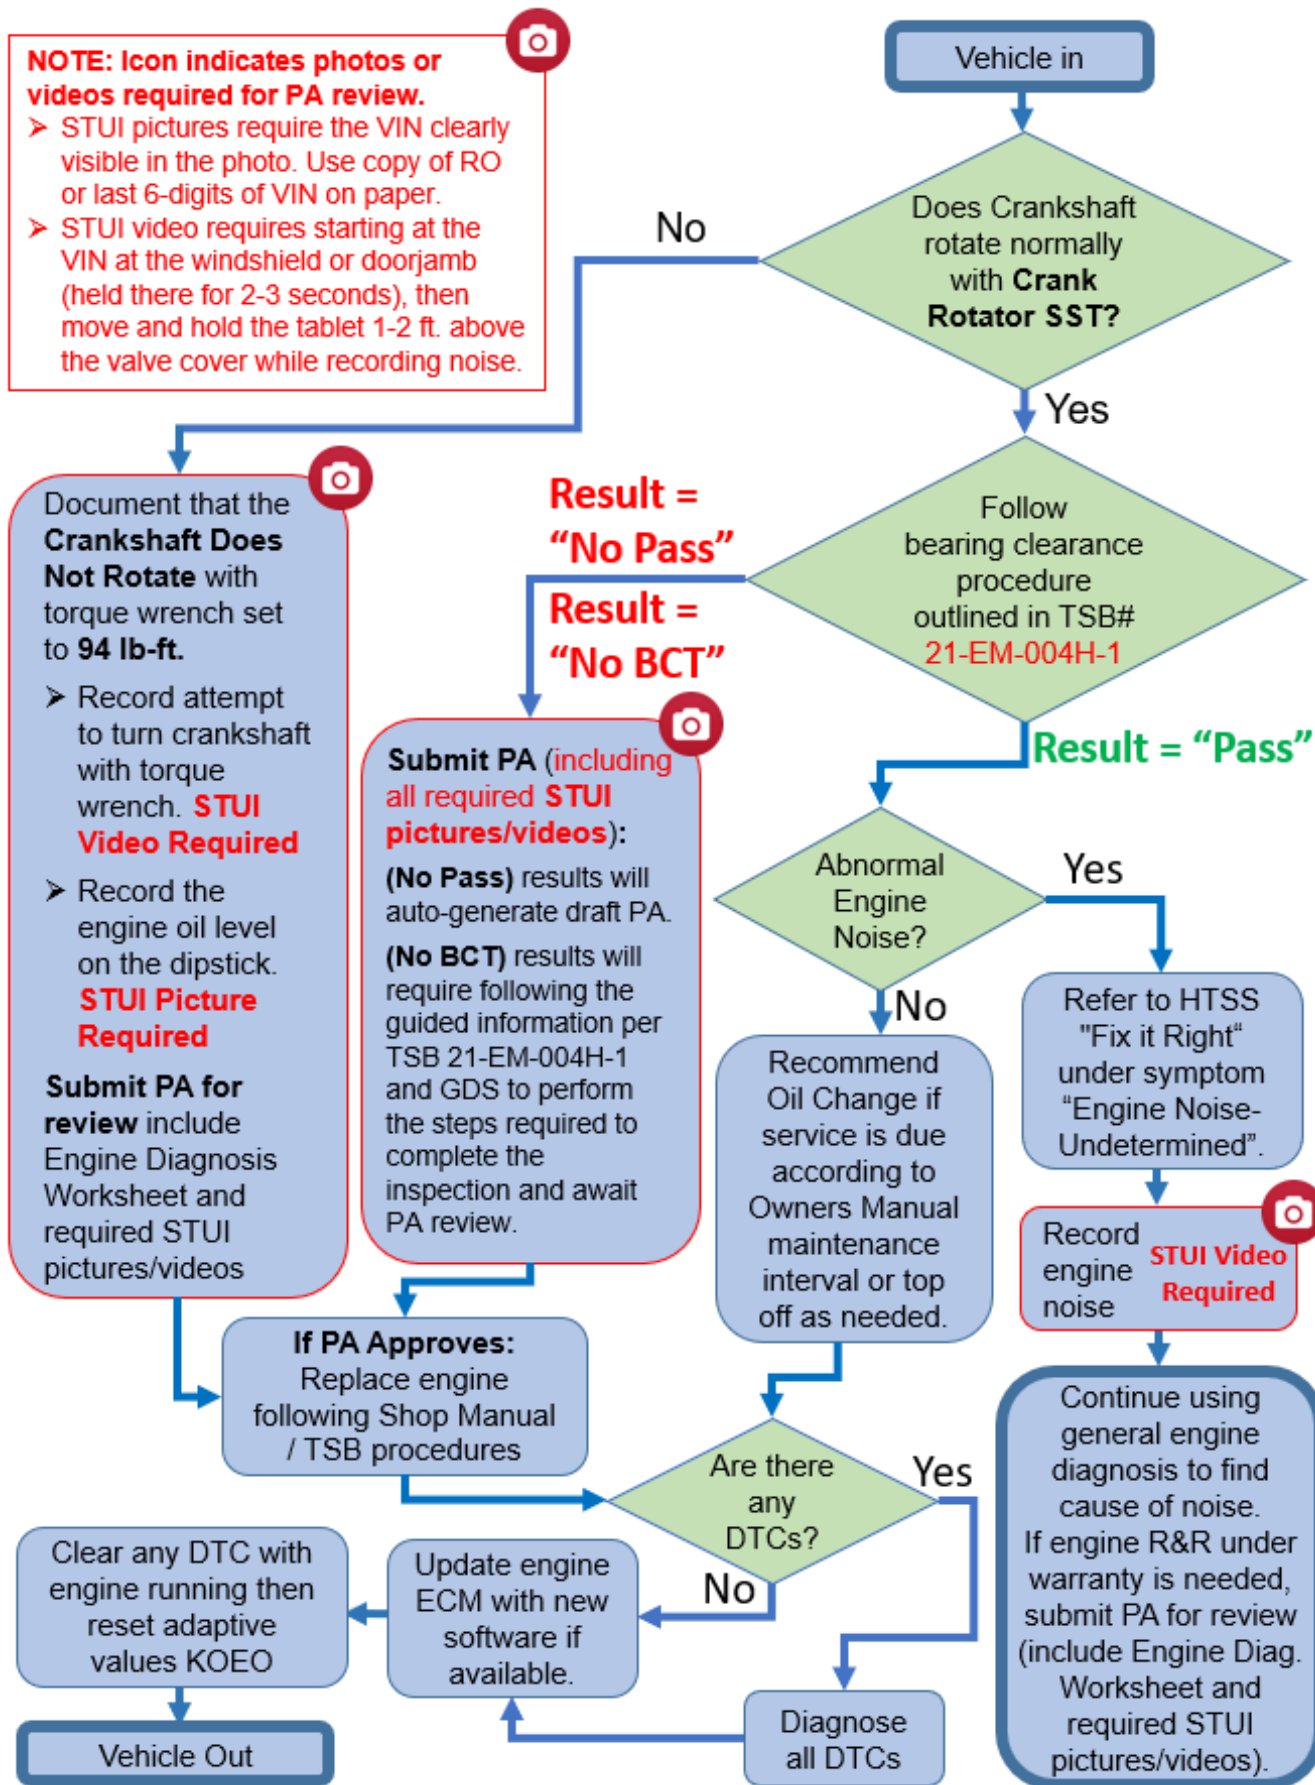 NOTE: Icon indicates photos or
videos required for PA review.
➢ STUI pictures require the VIN clearly
visible in the photo. Use copy of RO
or last 6-digits of VIN on paper.
➢ STUI video requires starting at the
VIN at the windshield or doorjamb
(held there for 2-3 seconds), then
move and hold the tablet 1-2 ft. above
the valve cover while recording noise.
Vehicle in
Does Crankshaft
rotate normally
with Crank
Rotator SST?
No
Yes
Document that the
Crankshaft Does
Not Rotate with
torque wrench set
to 94 lb-ft.
➢ Record attempt
to turn crankshaft
with torque
wrench. STUI
Video Required
➢ Record the
engine oil level
on the dipstick.
STUI Picture
Required
Submit PA for
review include
Engine Diagnosis
Worksheet and
required STUI
pictures/videos
Follow
bearing clearance
procedure
outlined in TSB#
21-EM-004H-1
Result =
“No Pass”
Result =
“No BCT”
Result = “Pass”
Submit PA (including
all required STUI
pictures/videos):
(No Pass) results will
auto-generate draft PA.
(No BCT) results will
require following the
guided information per
TSB 21-EM-004H-1
and GDS to perform
the steps required to
complete the
inspection and await
PA review.
Abnormal
Engine
Noise?
Yes
No
Refer to HTSS
"Fix it Right“
under symptom
“Engine Noise-
Undetermined”.
Recommend
Oil Change if
service is due
according to
Owners Manual
maintenance
interval or top
off as needed.
Record
engine
noise
STUI Video
Required
If PA Approves:
Replace engine
following Shop Manual
/ TSB procedures
Continue using
general engine
diagnosis to find
cause of noise.
If engine R&R under
warranty is needed,
submit PA for review
(include Engine Diag.
Worksheet and
required STUI
pictures/videos).
Are there
any
DTCs?
Yes
No
Diagnose
all DTCs
Update engine
ECM with new
software if
available.
Clear any DTC with
engine running then
reset adaptive
values KOEO
Vehicle Out